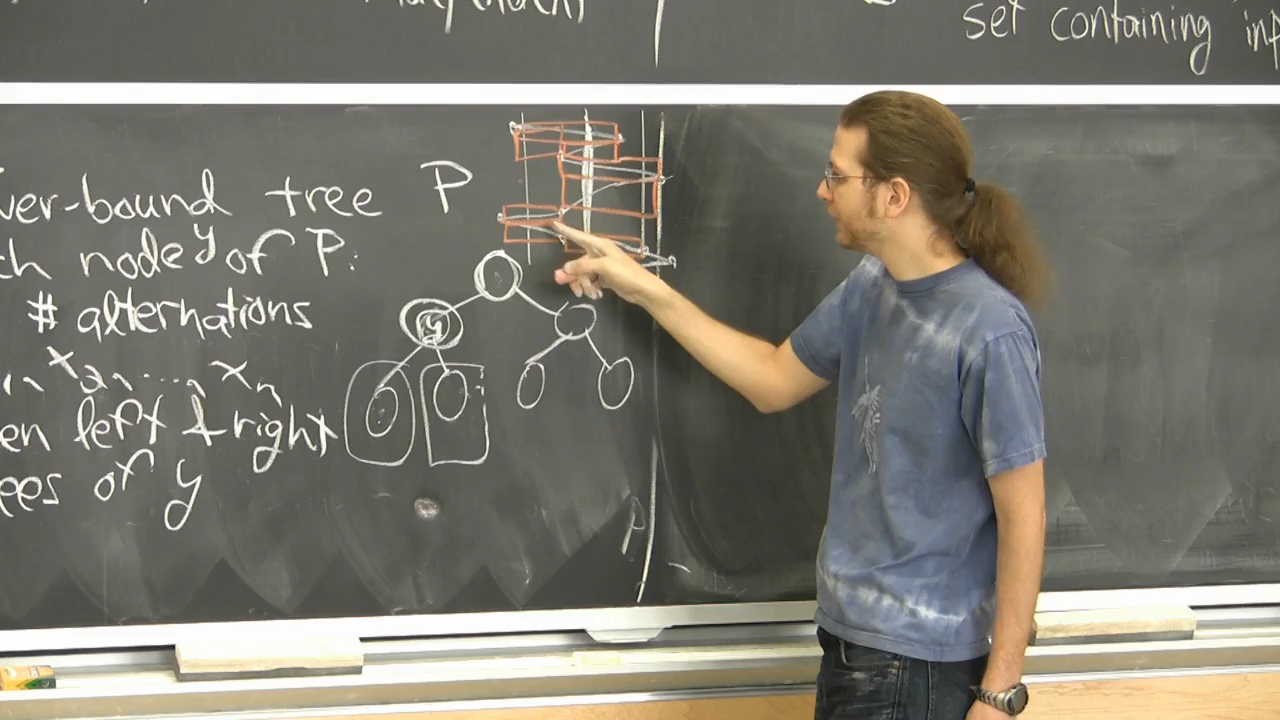 set containing
ver-bound tree P
ch node y of P:
# alternations
x₂, ..., xₙ
en left & right
ees of y
y